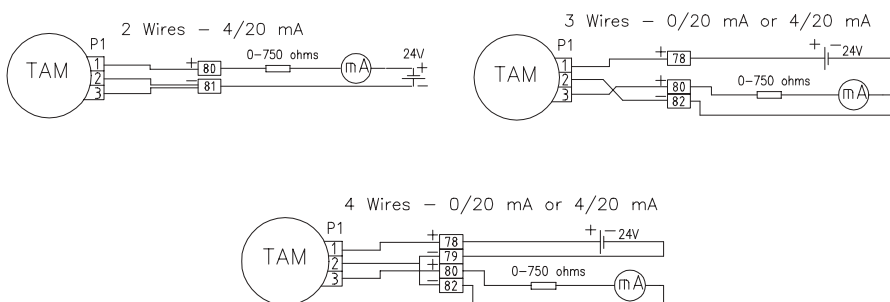 2 Wires - 4/20 mA
P1
TAM
1
2
3
+ 80
- 81
0-750 ohms
mA
24V
+
-
3 Wires - 0/20 mA or 4/20 mA
P1
TAM
1
2
3
+ 78
+ 80
- 82
+ - 24V
0-750 ohms
mA
4 Wires - 0/20 mA or 4/20 mA
P1
TAM
1
2
3
+ 78
- 79
+ 80
- 82
+ - 24V
0-750 ohms
mA